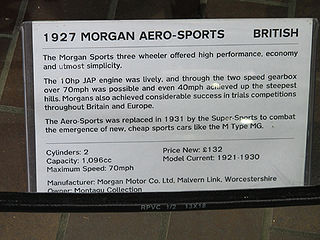 1927 MORGAN AERO-SPORTS BRITISH
The Morgan Sports three wheeler offered high performance, economy
and utmost simplicity.
The 10hp JAP engine was lively, and through the two speed gearbox
over 70mph was possible and even 40mph achieved up the steepest
hills. Morgans also achieved considerable success in trials competitions
throughout Britain and Europe.
The Aero-Sports was replaced in 1931 by the Super-Sports to combat
the emergence of new, cheap sports cars like the M Type MG.
Cylinders: 2 Price New: £132
Capacity: 1,096cc Model Current: 1921-1930
Maximum Speed: 70mph
Manufacturer: Morgan Motor Co. Ltd, Malvern Link, Worcestershire
Owner: Montagu Collection
RPVC 1/2 13X18